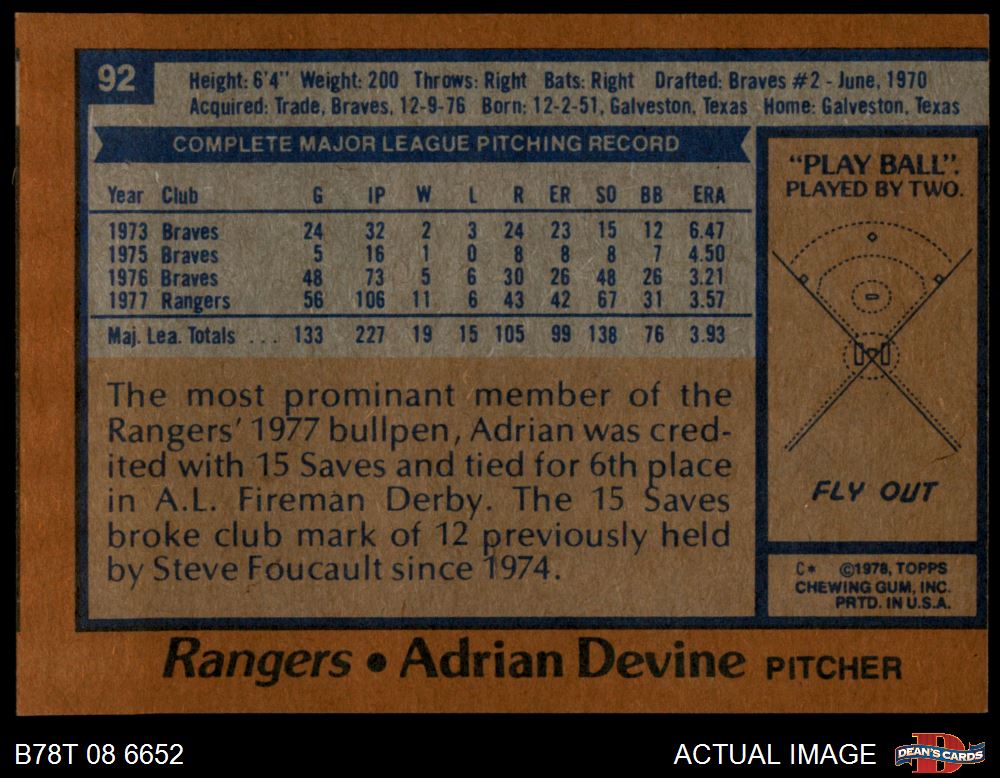 92
Height: 6'4" Weight: 200 Throws: Right Bats: Right Drafted: Braves #2 - June, 1970
Acquired: Trade, Braves, 12-9-76 Born: 12-2-51, Galveston, Texas Home: Galveston, Texas
COMPLETE MAJOR LEAGUE PITCHING RECORD
Year Club G IP W L R ER SO BB ERA
1973 Braves 24 32 2 3 24 23 15 12 6.47
1975 Braves 5 16 1 0 8 8 8 7 4.50
1976 Braves 48 73 5 6 30 26 48 26 3.21
1977 Rangers 56 106 11 6 43 42 67 31 3.57
Maj. Lea. Totals ... 133 227 19 15 105 99 138 76 3.93
The most prominant member of the
Rangers' 1977 bullpen, Adrian was cred-
ited with 15 Saves and tied for 6th place
in A.L. Fireman Derby. The 15 Saves
broke club mark of 12 previously held
by Steve Foucault since 1974.
"PLAY BALL".
PLAYED BY TWO.
FLY OUT
C* ©1978, TOPPS
CHEWING GUM, INC.
PRTD. IN U.S.A.
Rangers • Adrian Devine PITCHER
B78T 08 6652
ACTUAL IMAGE
DEAN'S CARDS